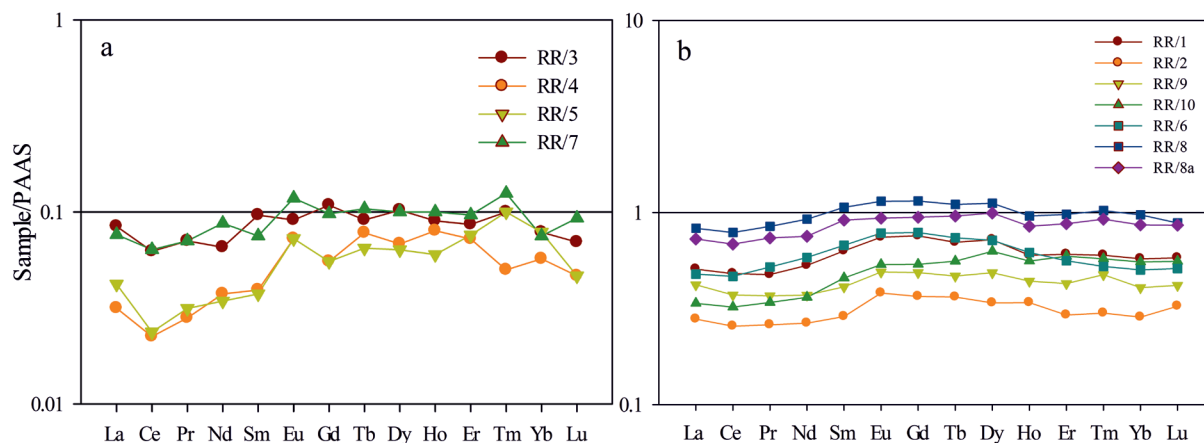 1
a
RR/3
RR/4
RR/5
RR/7
0.1
0.01
Sample/PAAS
La Ce Pr Nd Sm Eu Gd Tb Dy Ho Er Tm Yb Lu
10
b
RR/1
RR/2
RR/9
RR/10
RR/6
RR/8
RR/8a
1
0.1
La Ce Pr Nd Sm Eu Gd Tb Dy Ho Er Tm Yb Lu